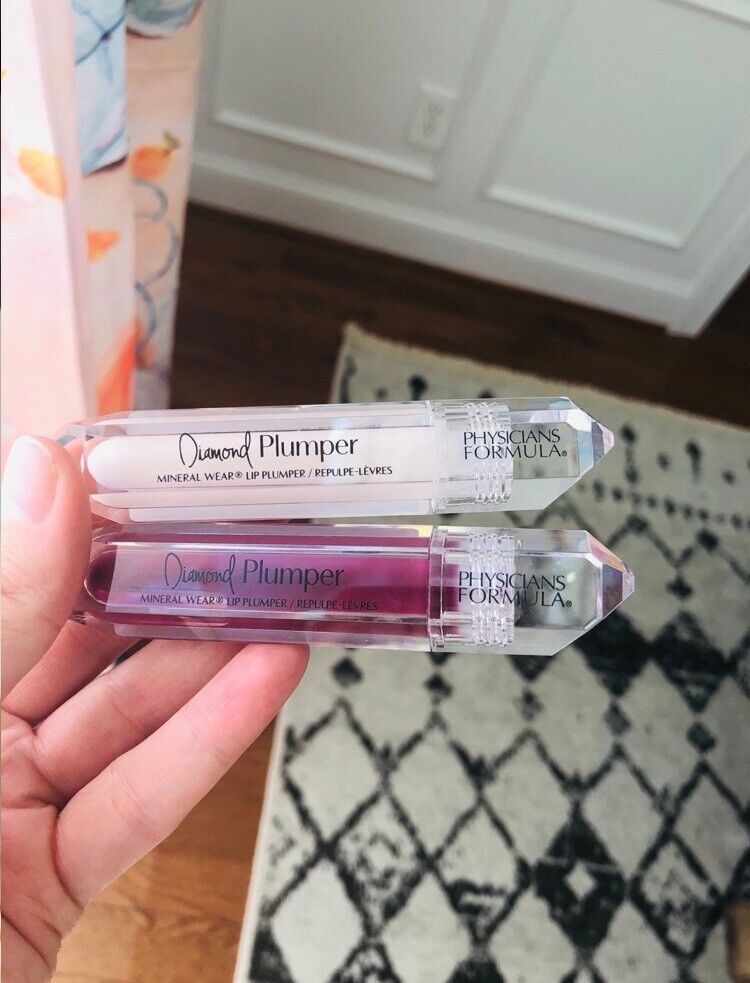 Diamond Plumper
MINERAL WEAR® LIP PLUMPER / REPULPE-LÈVRES
PHYSICIANS
FORMULA®
Diamond Plumper
MINERAL WEAR® LIP PLUMPER / REPULPE-LÈVRES
PHYSICIANS
FORMULA®